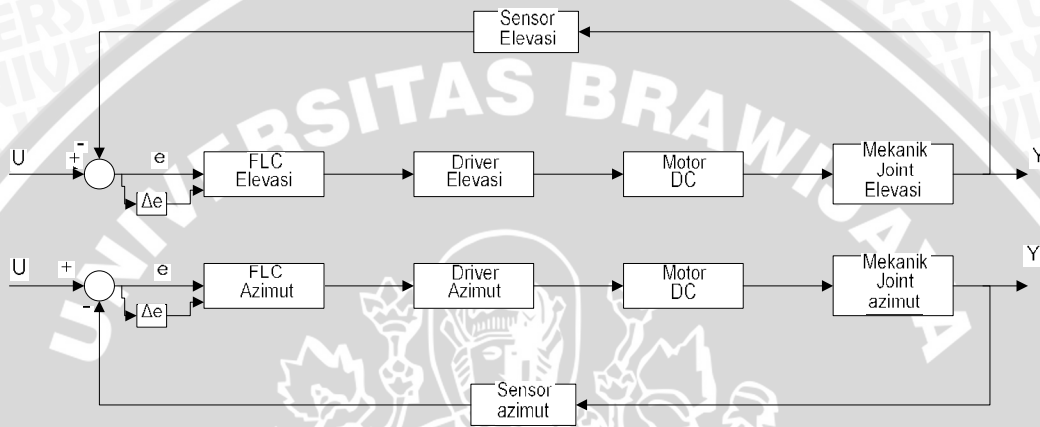 Sensor
Elevasi
UNIVERSITAS BRAWIJAYA
-
U
+
e
FLC
Elevasi
Δe
Driver
Elevasi
Motor
DC
Mekanik
Joint
Elevasi
Y
U
+
e
-
FLC
Azimut
Δe
Driver
Azimut
Motor
DC
Mekanik
Joint
azimut
Y
Sensor
azimut